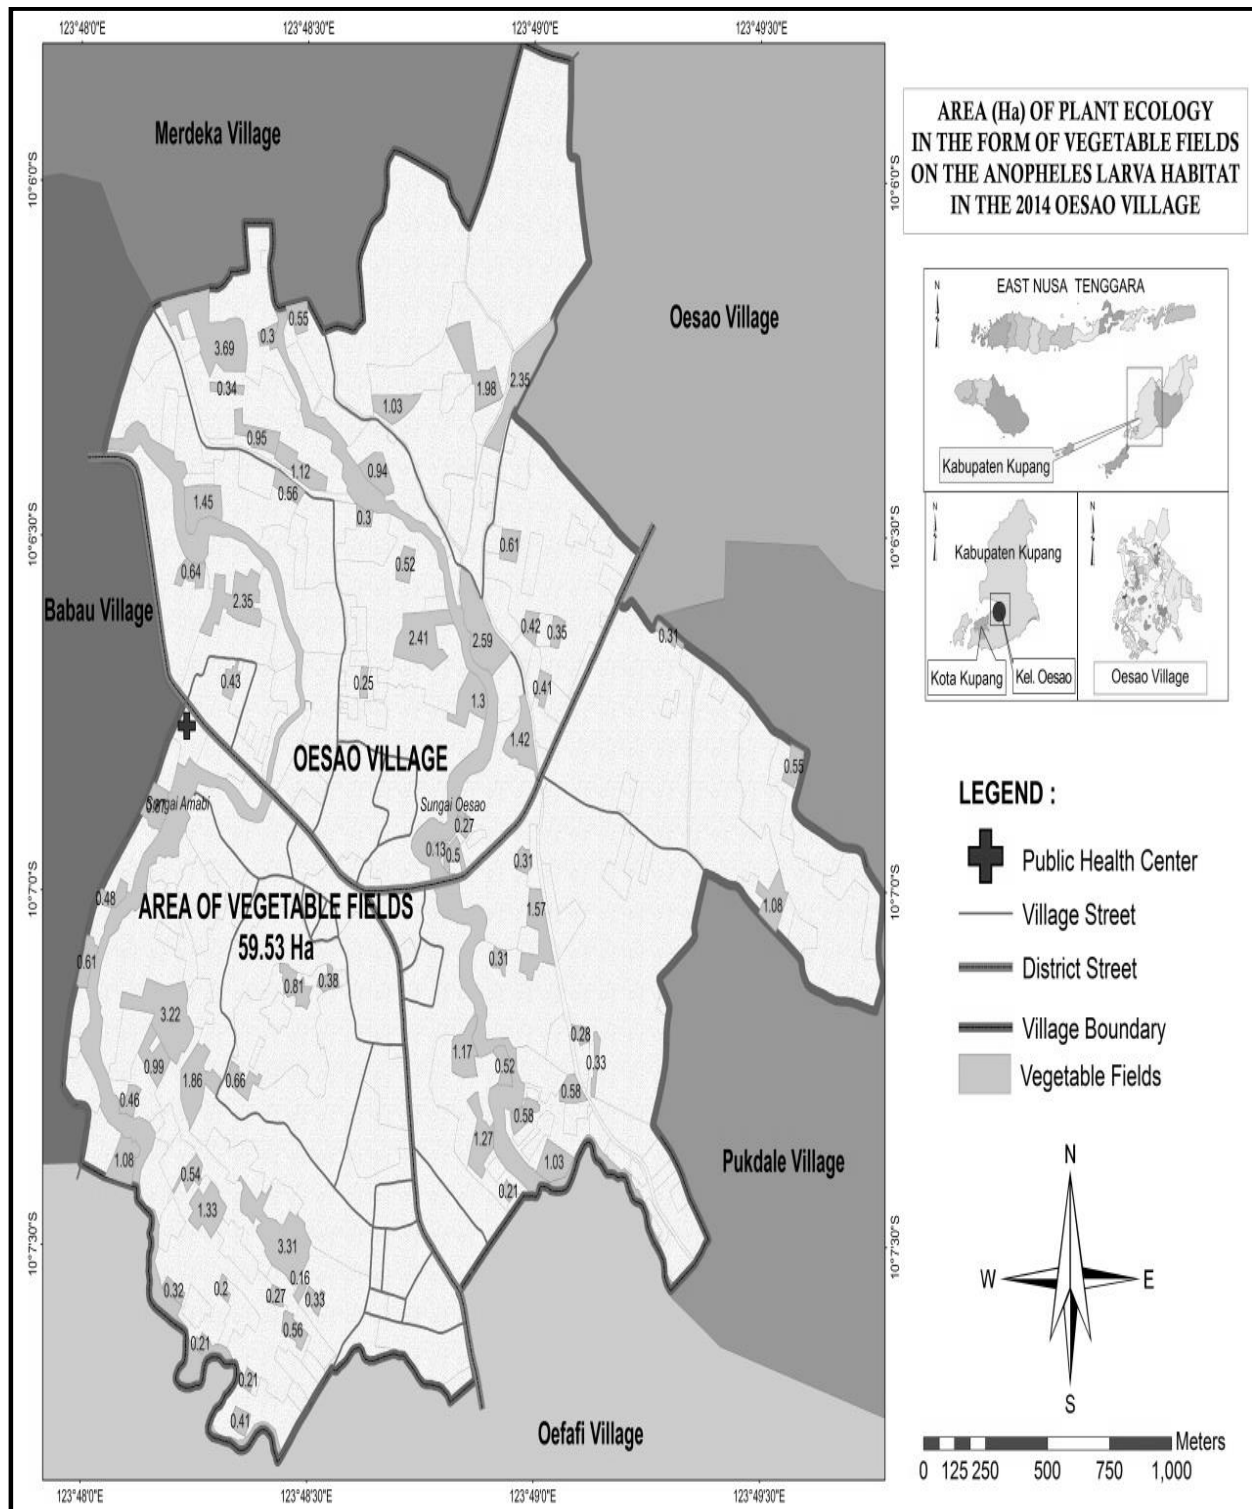 123°48'0"E
123°48'30"E
123°49'0"E
123°49'30"E
10°6'0"S
10°6'0"S
10°6'30"S
10°6'30"S
10°7'0"S
10°7'0"S
10°7'30"S
10°7'30"S
Merdeka Village
Oesao Village
Babau Village
0.55
0.3
3.69
0.34
1.03
1.98
2.35
0.95
1.12
0.94
0.56
1.45
0.3
0.61
0.52
0.64
2.35
0.42
0.35
2.41
2.59
0.31
0.43
0.25
0.41
1.3
1.42
OESAO VILLAGE
0.55
Sungai Amabi
Sungai Oesao
0.27
0.13
0.5
0.31
0.48
AREA OF VEGETABLE FIELDS
59.53 Ha
1.57
1.08
0.61
0.31
0.81
0.38
3.22
0.28
1.17
0.52
0.33
0.99
1.86
0.66
0.58
0.46
0.58
1.27
1.08
0.54
1.03
Pukdale Village
0.21
1.33
3.31
0.16
0.32
0.2
0.27
0.33
0.56
0.21
0.21
0.41
Oefafi Village
123°48'0"E
123°48'30"E
123°49'0"E
123°49'30"E
AREA (Ha) OF PLANT ECOLOGY
IN THE FORM OF VEGETABLE FIELDS
ON THE ANOPHELES LARVA HABITAT
IN THE 2014 OESAO VILLAGE
EAST NUSA TENGGARA
N
Kabupaten Kupang
N
Kabupaten Kupang
Kota Kupang
Kel. Oesao
N
Oesao Village
LEGEND :
Public Health Center
Village Street
District Street
Village Boundary
Vegetable Fields
N
W
E
S
Meters
0 125 250 500 750 1,000